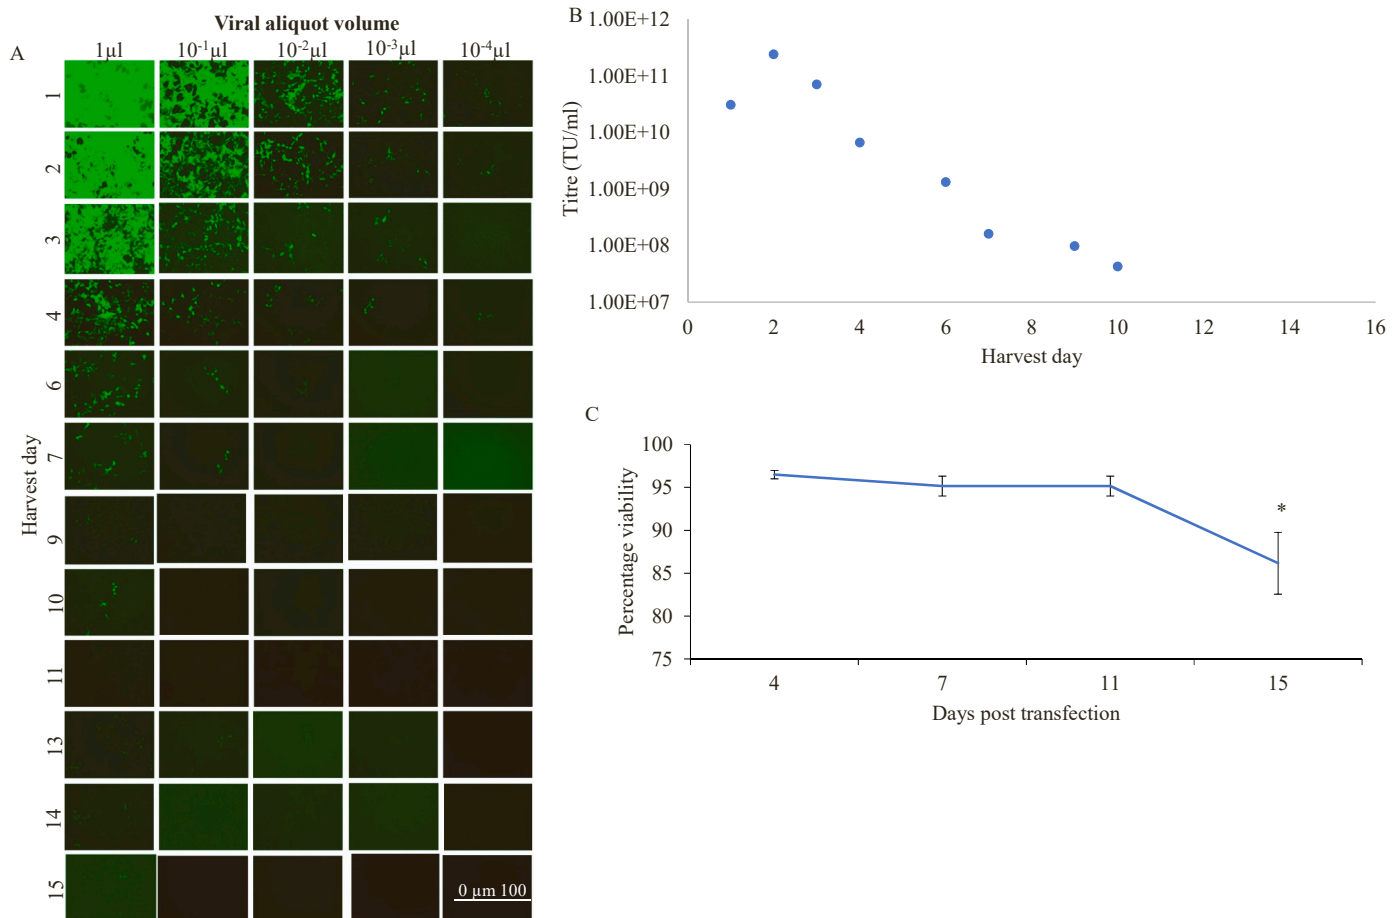 A
Viral aliquot volume
1µl 10-1µl 10-2µl 10-3µl 10-4µl
Harvest day
1
2
3
4
6
7
9
10
11
13
14
15
0 µm 100
B
Titre (TU/ml)
1.00E+12
1.00E+11
1.00E+10
1.00E+09
1.00E+08
1.00E+07
0 2 4 6 8 10 12 14 16
Harvest day
C
Percentage viability
100
95
90
85
80
75
*
4 7 11 15
Days post transfection